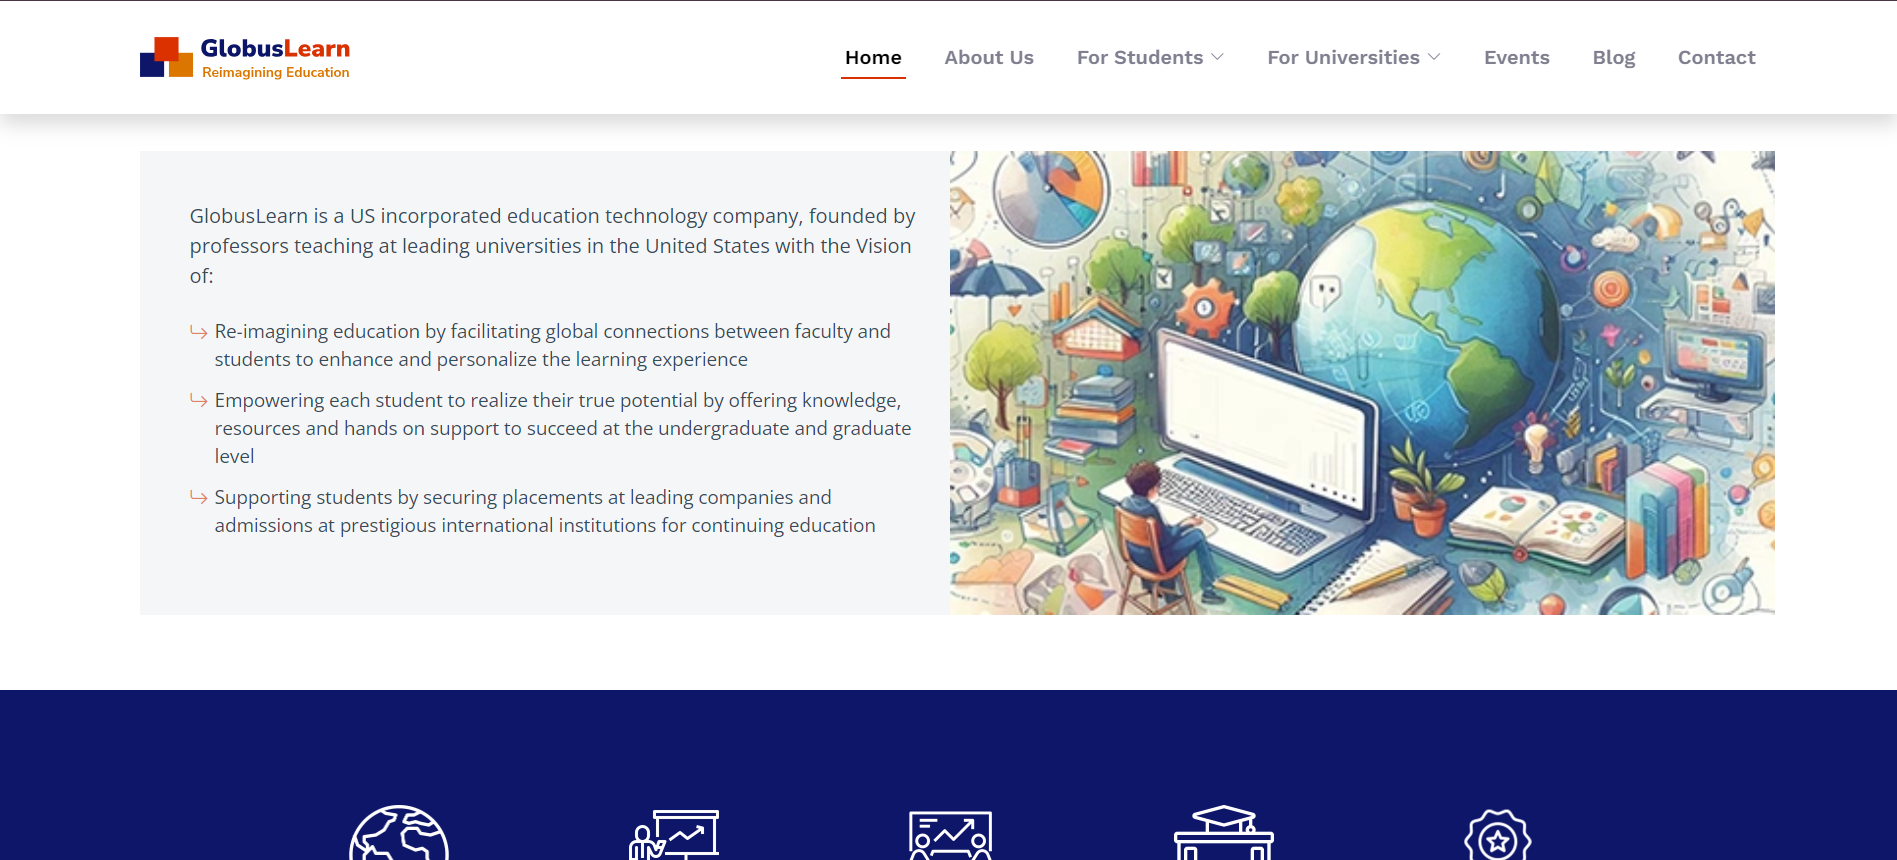 GlobusLearn
Reimagining Education
Home
About Us
For Students
For Universities
Events
Blog
Contact
GlobusLearn is a US incorporated education technology company, founded by
professors teaching at leading universities in the United States with the Vision
of:
Re-imagining education by facilitating global connections between faculty and
students to enhance and personalize the learning experience
Empowering each student to realize their true potential by offering knowledge,
resources and hands on support to succeed at the undergraduate and graduate
level
Supporting students by securing placements at leading companies and
admissions at prestigious international institutions for continuing education